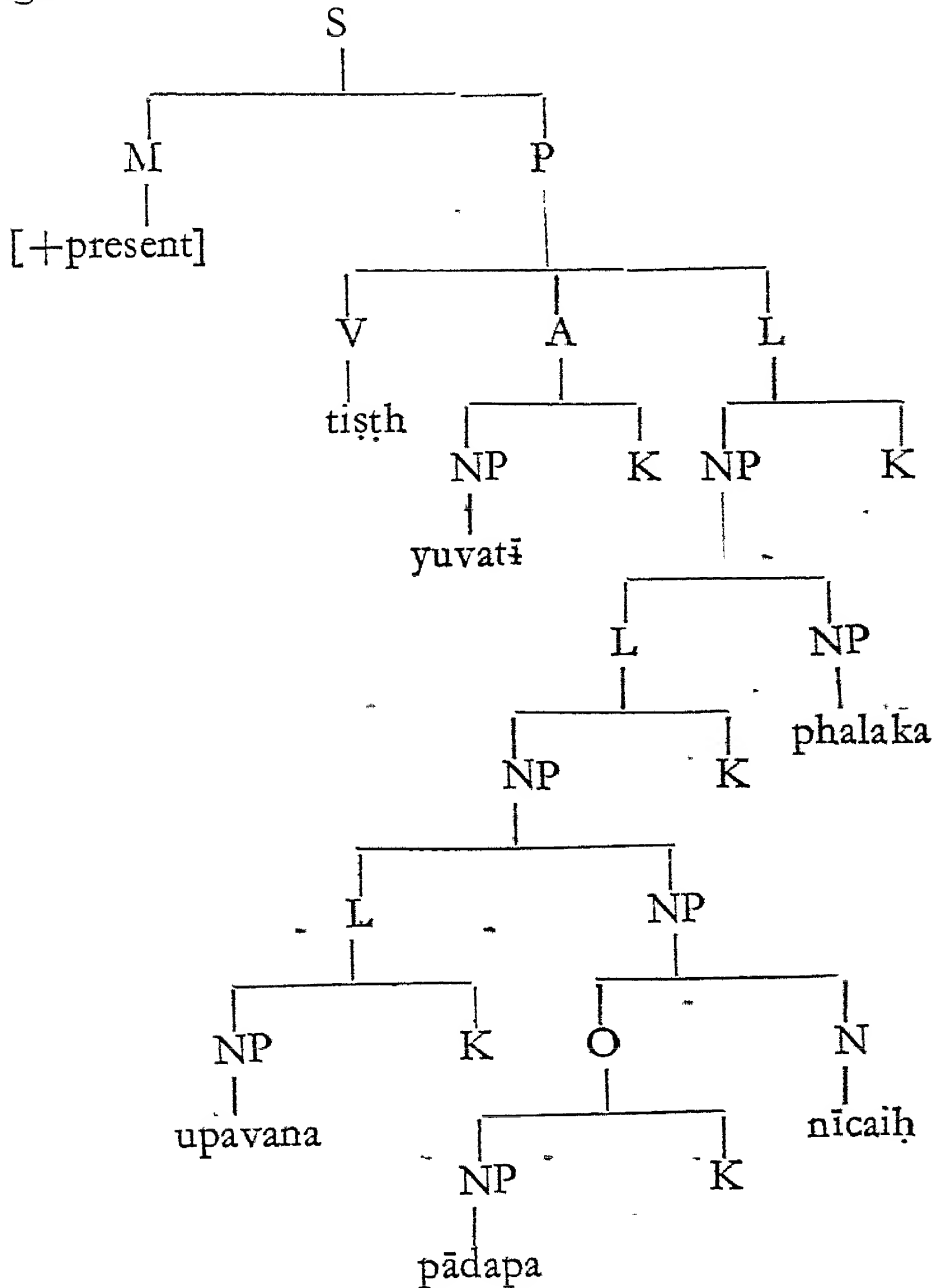 S
M P
[+present]
V A L
tiṣṭh
NP K NP K
yuvatī
L NP
phalaka
NP K
L NP
NP K O N
upavana nīcaiḥ
NP K
pādapa